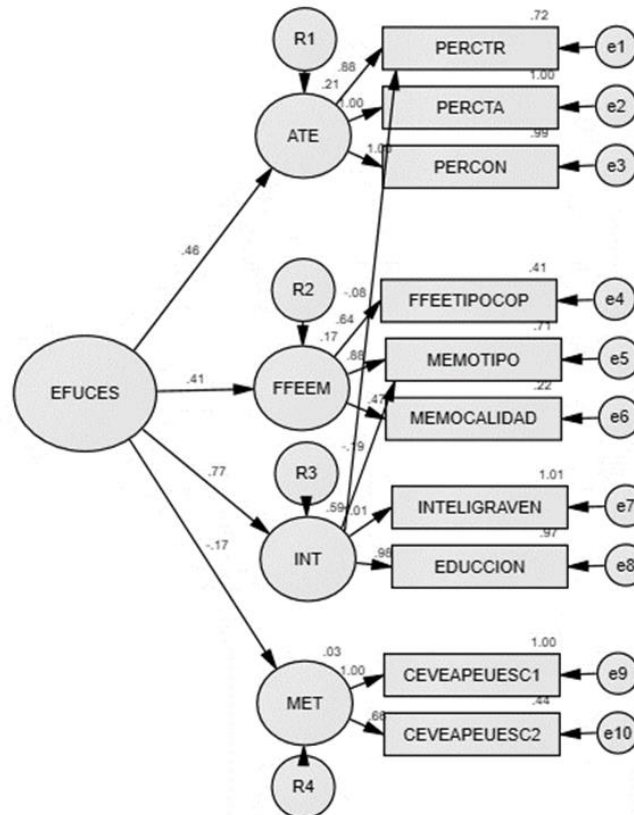 .72
R1
PERCTR
e1
.88
.21
1.00
1.00
PERCTA
e2
ATE
.99
PERCON
e3
.46
.41
R2
-.08
FFEETIPOCOP
e4
.64
.17
.71
.88
MEMOTIPO
e5
EFUCES
.41
FFEEM
.22
.47
MEMOCALIDAD
e6
-.19
.77
R3
1.01
.59
INTELIGRAVEN
e7
.97
INT
.98
EDUCCION
e8
-.17
.03
1.00
1.00
CEVEAPEUESC1
e9
MET
.44
.66
CEVEAPEUESC2
e10
R4